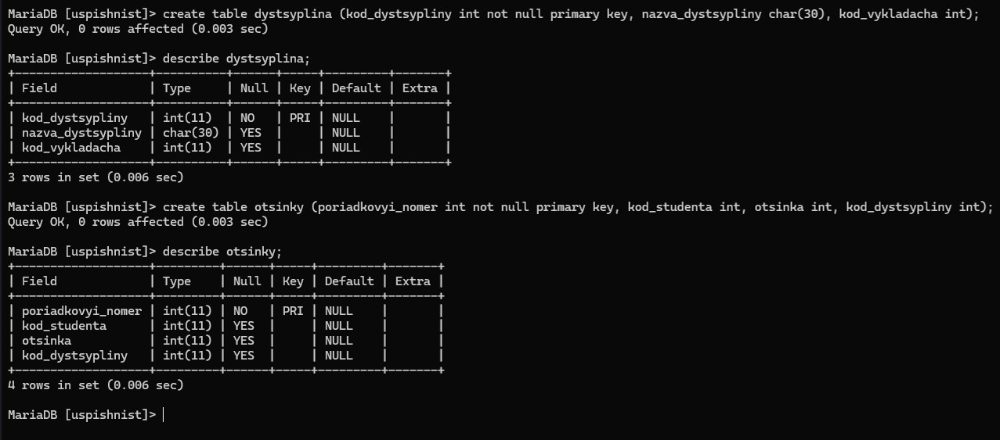 MariaDB [uspishnist]> create table dystsyplina (kod_dystsypliny int not null primary key, nazva_dystsypliny char(30), kod_vykladacha int);
Query OK, 0 rows affected (0.003 sec)
MariaDB [uspishnist]> describe dystsyplina;
+-------------------+----------+------+-----+---------+-------+
| Field             | Type     | Null | Key | Default | Extra |
+-------------------+----------+------+-----+---------+-------+
| kod_dystsypliny   | int(11)  | NO   | PRI | NULL    |       |
| nazva_dystsypliny | char(30) | YES  |     | NULL    |       |
| kod_vykladacha    | int(11)  | YES  |     | NULL    |       |
+-------------------+----------+------+-----+---------+-------+
3 rows in set (0.006 sec)
MariaDB [uspishnist]> create table otsinky (poriadkovyi_nomer int not null primary key, kod_studenta int, otsinka int, kod_dystsypliny int);
Query OK, 0 rows affected (0.003 sec)
MariaDB [uspishnist]> describe otsinky;
+-------------------+---------+------+-----+---------+-------+
| Field             | Type    | Null | Key | Default | Extra |
+-------------------+---------+------+-----+---------+-------+
| poriadkovyi_nomer | int(11) | NO   | PRI | NULL    |       |
| kod_studenta      | int(11) | YES  |     | NULL    |       |
| otsinka           | int(11) | YES  |     | NULL    |       |
| kod_dystsypliny   | int(11) | YES  |     | NULL    |       |
+-------------------+---------+------+-----+---------+-------+
4 rows in set (0.006 sec)
MariaDB [uspishnist]>